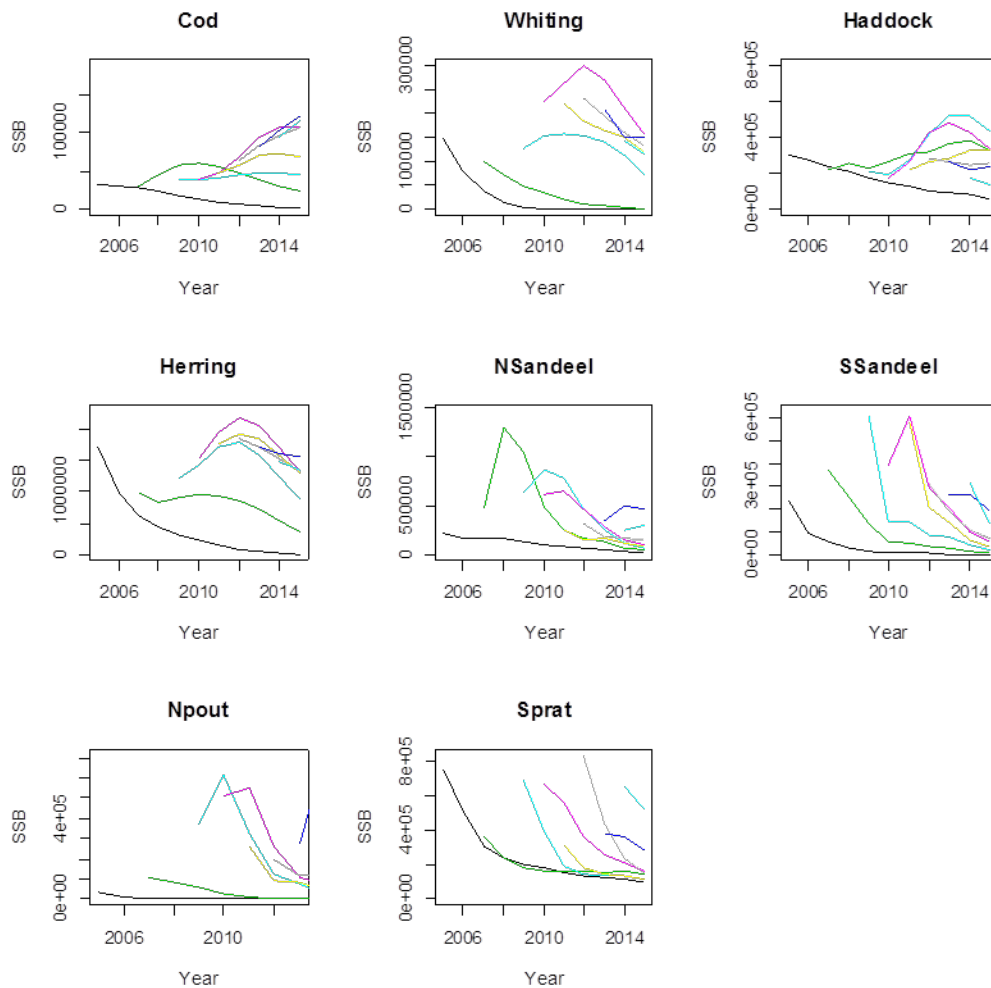 Cod
SSB
0 100000
2006 2010 2014
Year
Whiting
SSB
0 100000 300000
2006 2010 2014
Year
Haddock
SSB
0e+00 4e+05 8e+05
2006 2010 2014
Year
Herring
SSB
0 1000000
2006 2010 2014
Year
NSandeel
SSB
0 500000 1500000
2006 2010 2014
Year
SSandeel
SSB
0e+00 3e+05 6e+05
2006 2010 2014
Year
Npout
SSB
0e+00 4e+05
2006 2010
Year
Sprat
SSB
0e+00 4e+05 8e+05
2006 2010 2014
Year